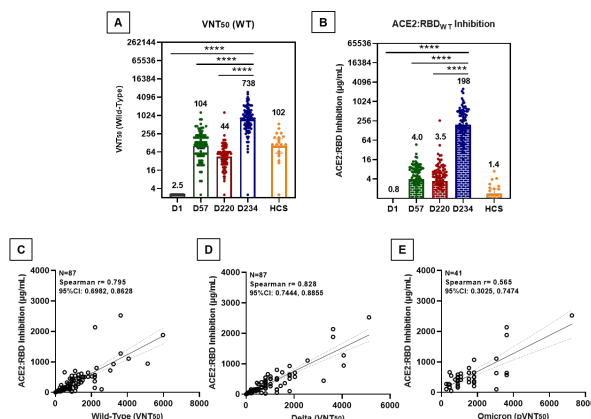 A
VNT50 (WT)
VNT50 (Wild-Type)
262144
65536
16384
4096
1024
256
64
16
4
****
****
****
2.5
104
44
738
102
D1 D57 D220 D234 HCS
B
ACE2:RBDWT Inhibition
ACE2:RBD Inhibition (µg/mL)
65536
16384
4096
1024
256
64
16
4
****
****
****
0.8
4.0
3.5
198
1.4
D1 D57 D220 D234 HCS
C
N=87
Spearman r= 0.795
95%CI: 0.6982, 0.8628
ACE2:RBD Inhibition (µg/mL)
4000
3000
2000
1000
0
0 2000 4000 6000 8000
Wild-Type (VNT50)
D
N=87
Spearman r= 0.828
95%CI: 0.7444, 0.8855
ACE2:RBD Inhibition (µg/mL)
4000
3000
2000
1000
0
0 2000 4000 6000
Delta (VNT50)
E
N=41
Spearman r= 0.565
95%CI: 0.3025, 0.7474
ACE2:RBD Inhibition (µg/mL)
4000
3000
2000
1000
0
0 2000 4000 6000 8000
Omicron (pVNT50)